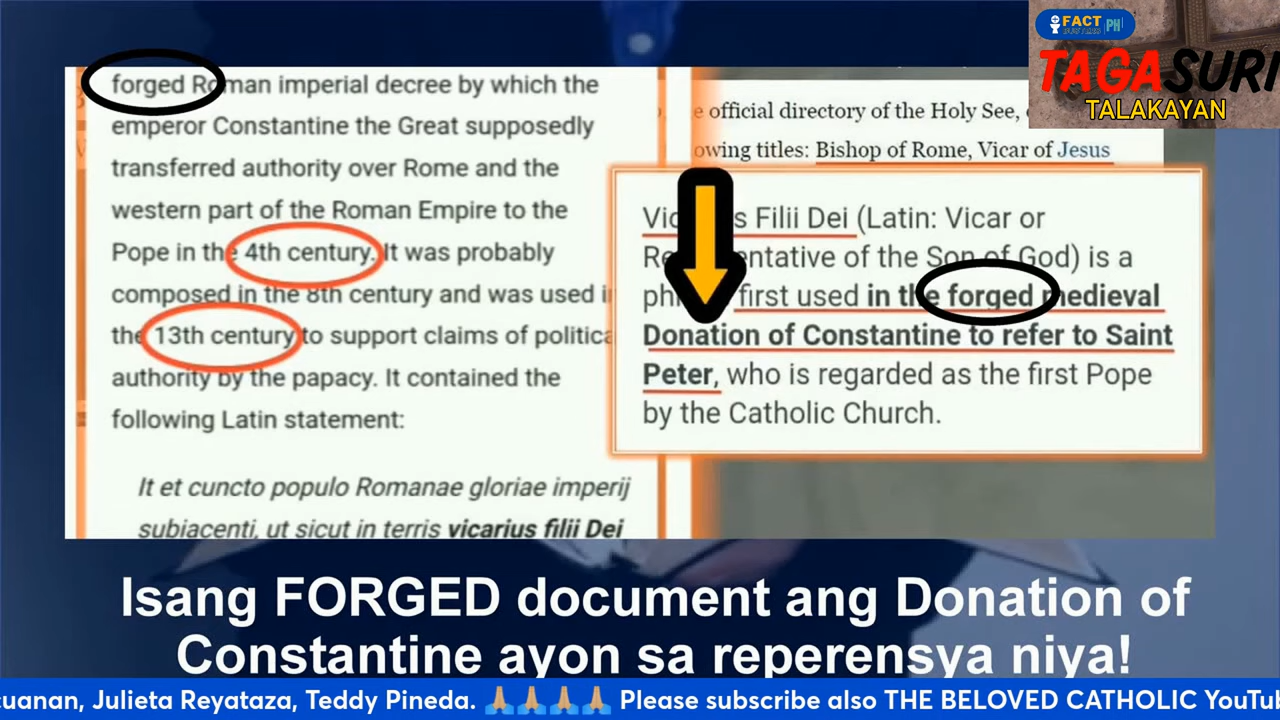 FACT
PH
TAGASURI
TALAKAYAN
forged Roman imperial decree by which the
emperor Constantine the Great supposedly
transferred authority over Rome and the
western part of the Roman Empire to the
Pope in the 4th century. It was probably
composed in the 8th century and was used
the 13th century to support claims of politica
authority by the papacy. It contained the
following Latin statement:
It et cuncto populo Romanae gloriae imperij
subiacenti, ut sicut in terris vicarius filii Dei
e official directory of the Holy See,
owing titles: Bishop of Rome, Vicar of Jesus
Filii Dei (Latin: Vicar or
entative of the Son of God) is a
first used in the forged medieval
Donation of Constantine to refer to Saint
Peter, who is regarded as the first Pope
by the Catholic Church.
Isang FORGED document ang Donation of
Constantine ayon sa reperensya niya!
cuanan, Julieta Reyataza, Teddy Pineda. 🙏🙏🙏🙏 Please subscribe also THE BELOVED CATHOLIC YouTub